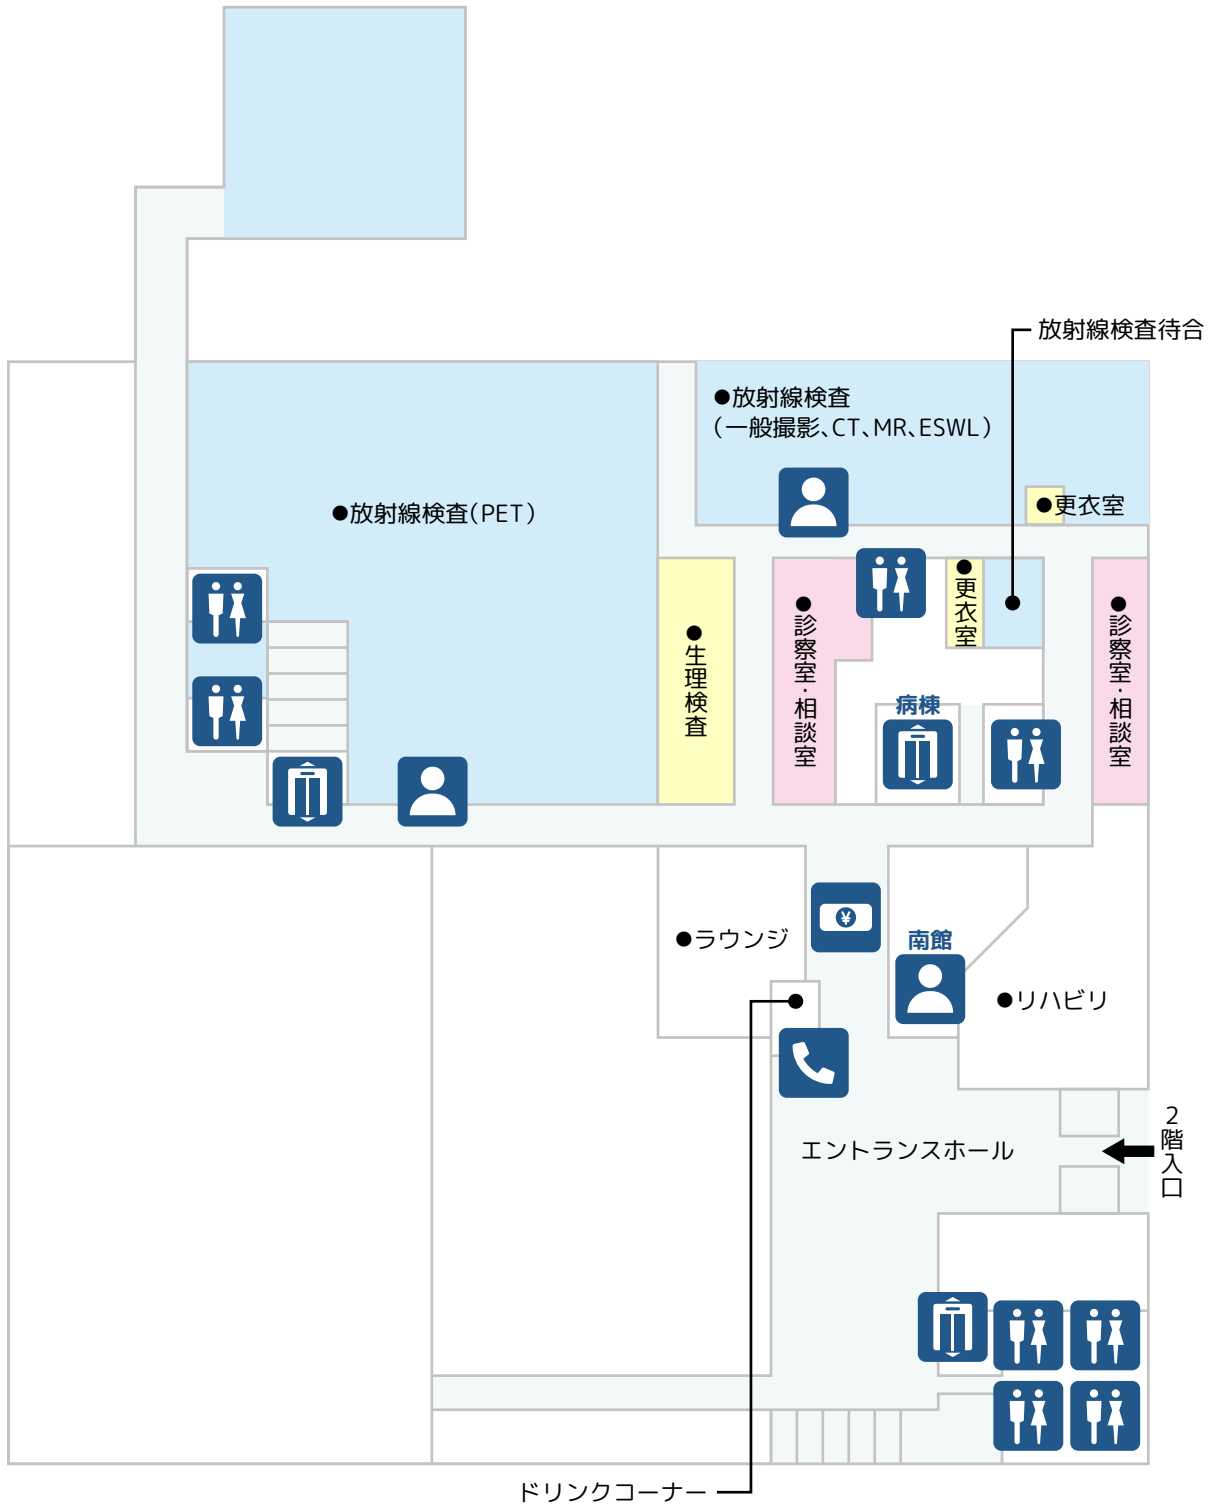 放射線検査待合
●放射線検査
（一般撮影、CT、MR、ESWL）
●更衣室
●放射線検査（PET）
●更衣室
●診察室・相談室
●診察室・相談室
●生理検査
病棟
¥
●ラウンジ
南館
●リハビリ
エントランスホール
2階入口
ドリンクコーナー